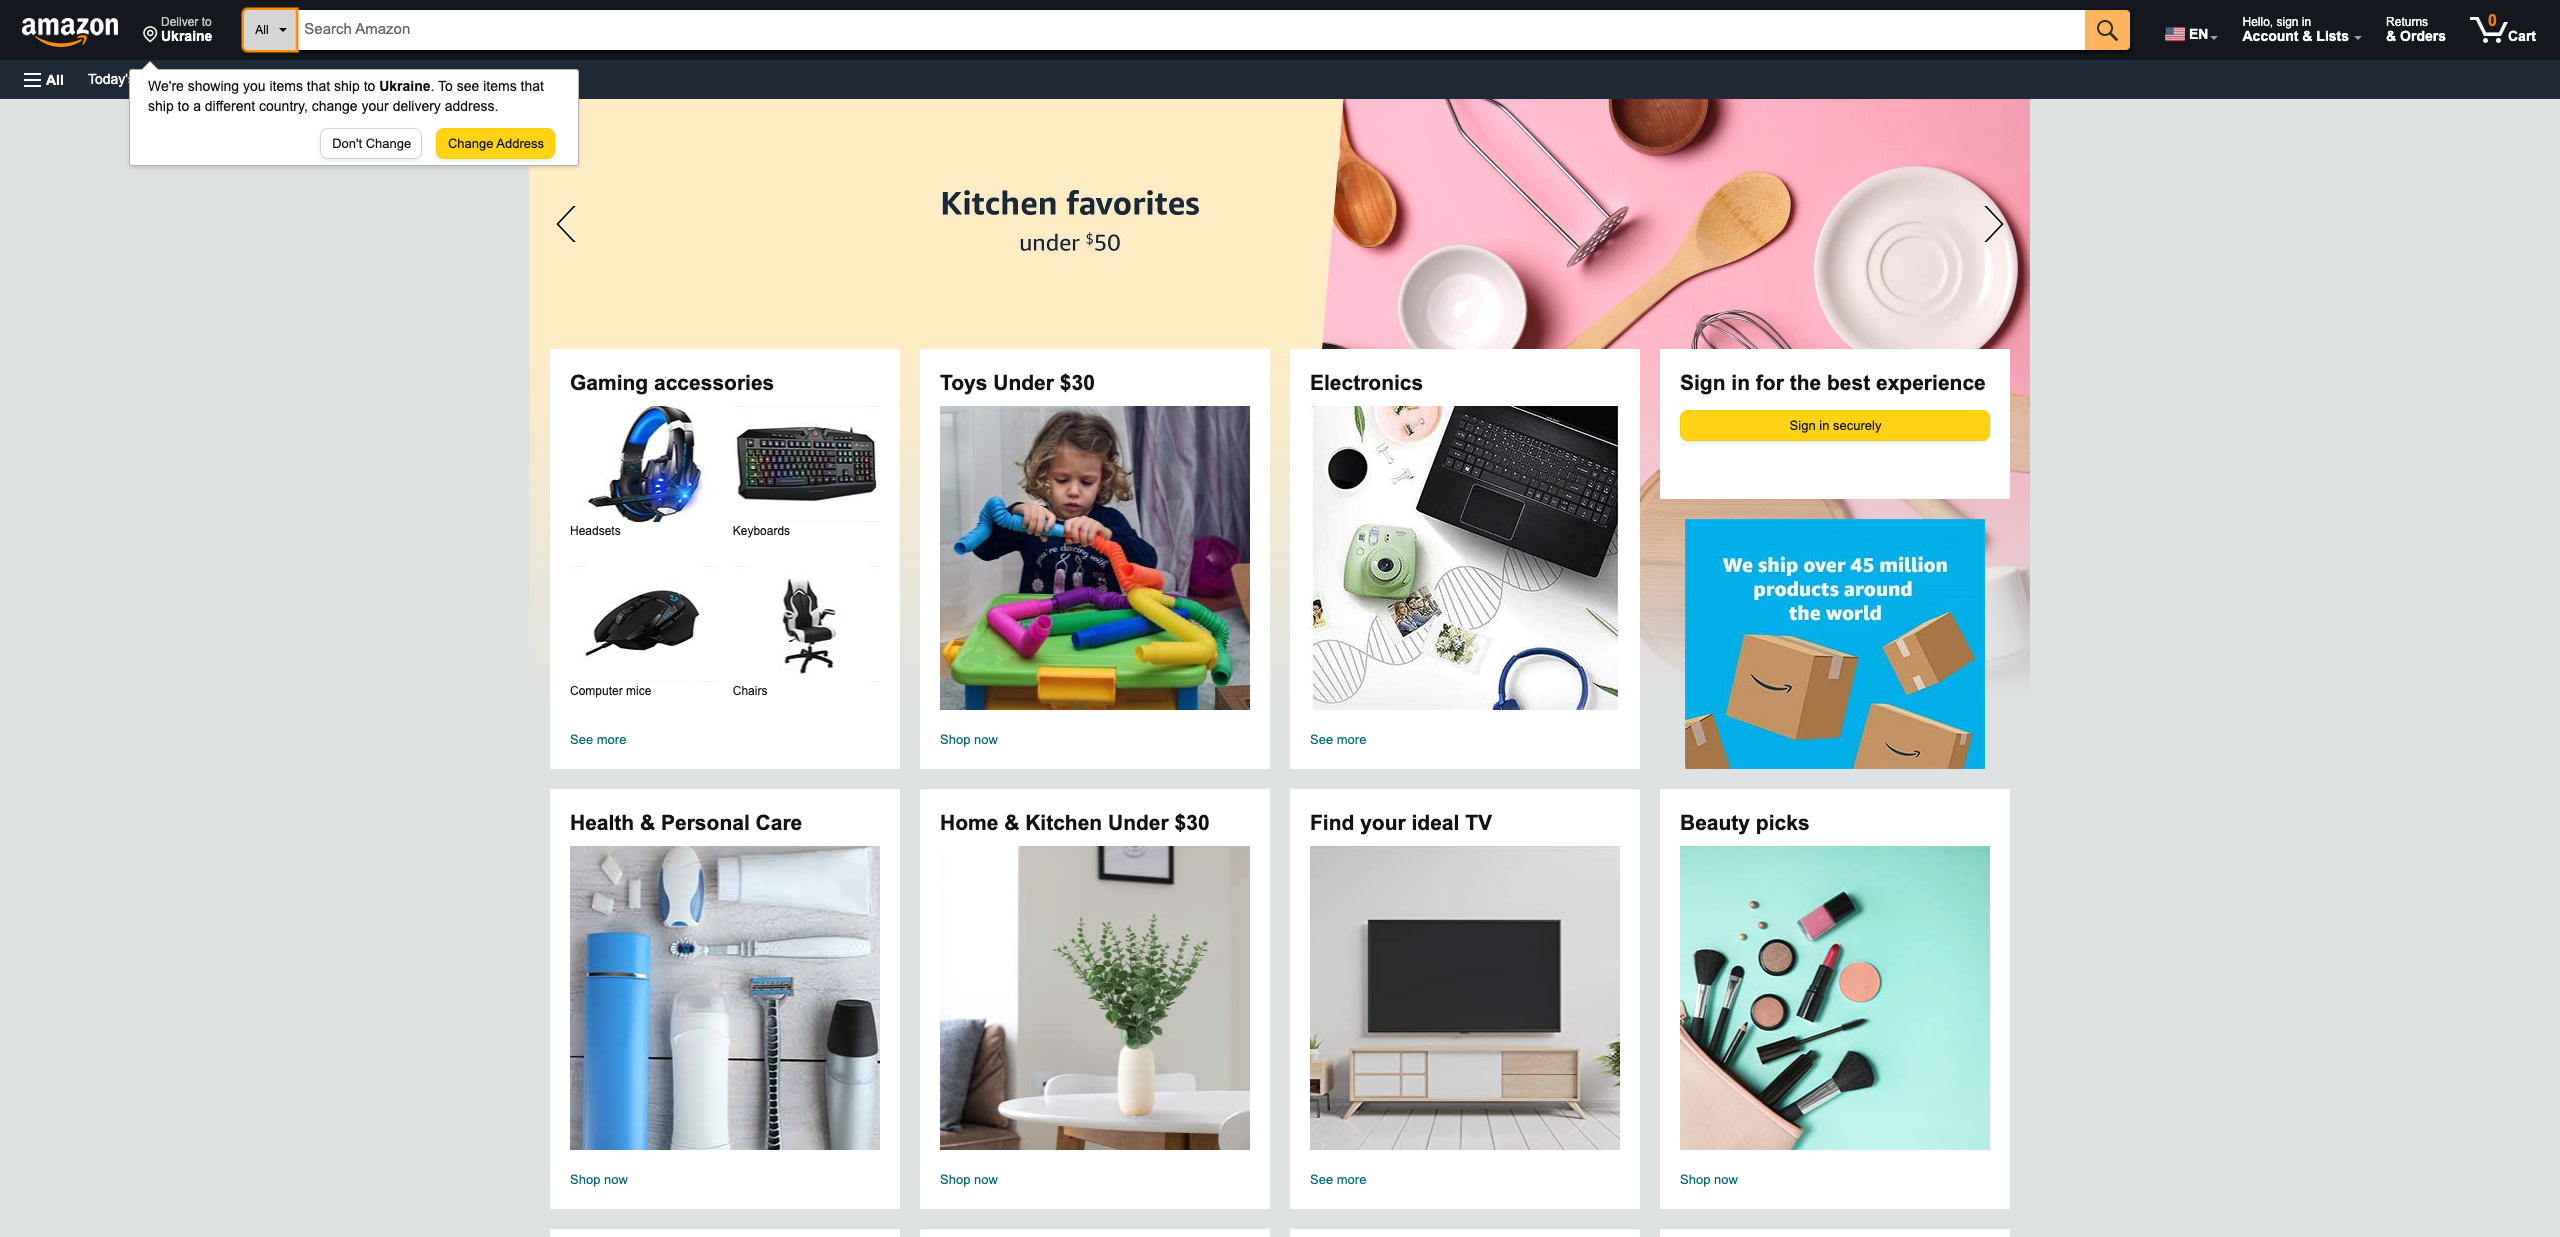 amazon
Deliver to
Ukraine
All
Search Amazon
EN
Hello, sign in
Account & Lists
Returns
& Orders
0
Cart
All
Today's
We're showing you items that ship to Ukraine. To see items that
ship to a different country, change your delivery address.
Don't Change
Change Address
Kitchen favorites
under $50
Gaming accessories
Headsets
Keyboards
Computer mice
Chairs
See more
Toys Under $30
you're dancing with
Shop now
Electronics
See more
Sign in for the best experience
Sign in securely
We ship over 45 million
products around
the world
Health & Personal Care
Shop now
Home & Kitchen Under $30
Shop now
Find your ideal TV
See more
Beauty picks
Shop now